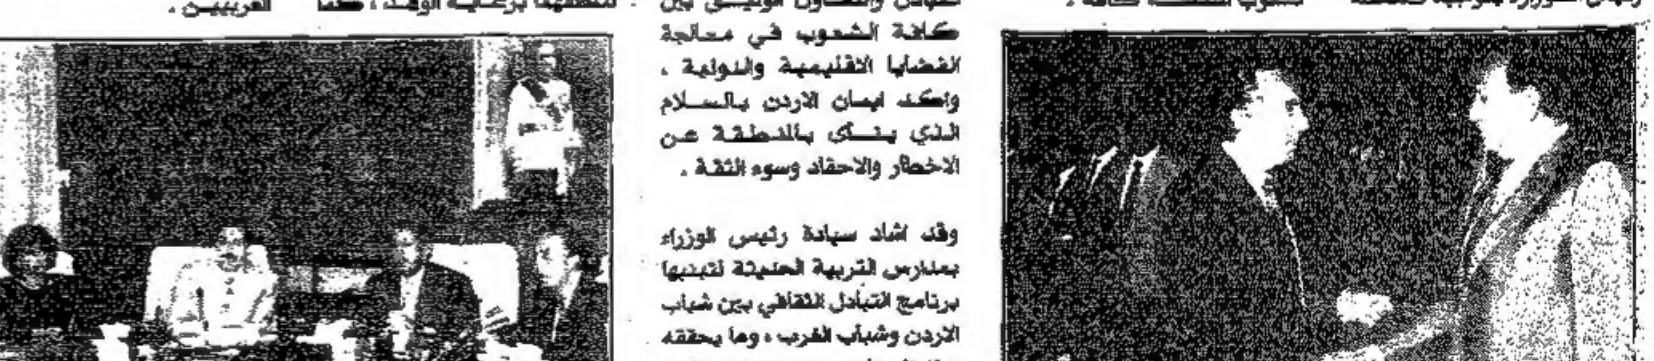 كافة الشعوب في معالجة
القضايا الاقليمية والدولية .
واكد ايمان الاردن بالسلام
الذي ينأى بالمنطقة عن
الاخطار والاحقاد وسوء الثقة .
وقد اشاد سيادة رئيس الوزراء
بمدارس التربية الحديثة لتبنيها
برنامج التبادل الثقافي بين شباب
الاردن وشباب الغرب ، وما يحققه